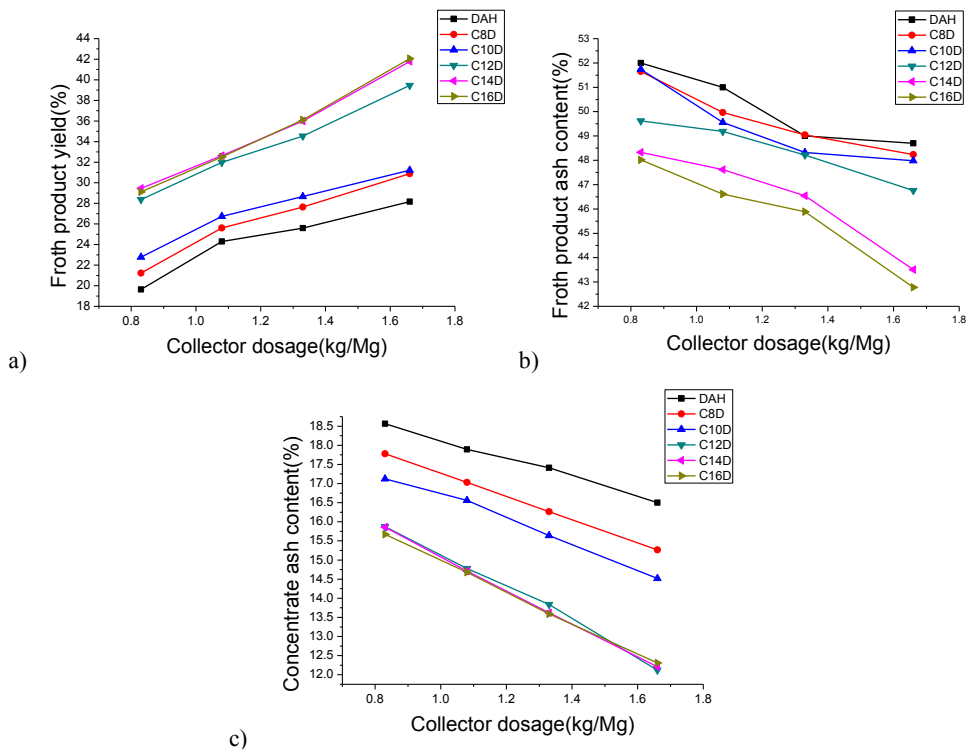 DAH
C8D
C10D
C12D
C14D
C16D
44
42
40
38
36
34
32
30
28
26
24
22
20
18
Froth product yield(%)
0.8 1.0 1.2 1.4 1.6 1.8
Collector dosage(kg/Mg)
a)
DAH
C8D
C10D
C12D
C14D
C16D
53
52
51
50
49
48
47
46
45
44
43
42
Froth product ash content(%)
0.8 1.0 1.2 1.4 1.6 1.8
Collector dosage(kg/Mg)
b)
DAH
C8D
C10D
C12D
C14D
C16D
18.5
18.0
17.5
17.0
16.5
16.0
15.5
15.0
14.5
14.0
13.5
13.0
12.5
12.0
Concentrate ash content(%)
0.8 1.0 1.2 1.4 1.6 1.8
Collector dosage(kg/Mg)
c)